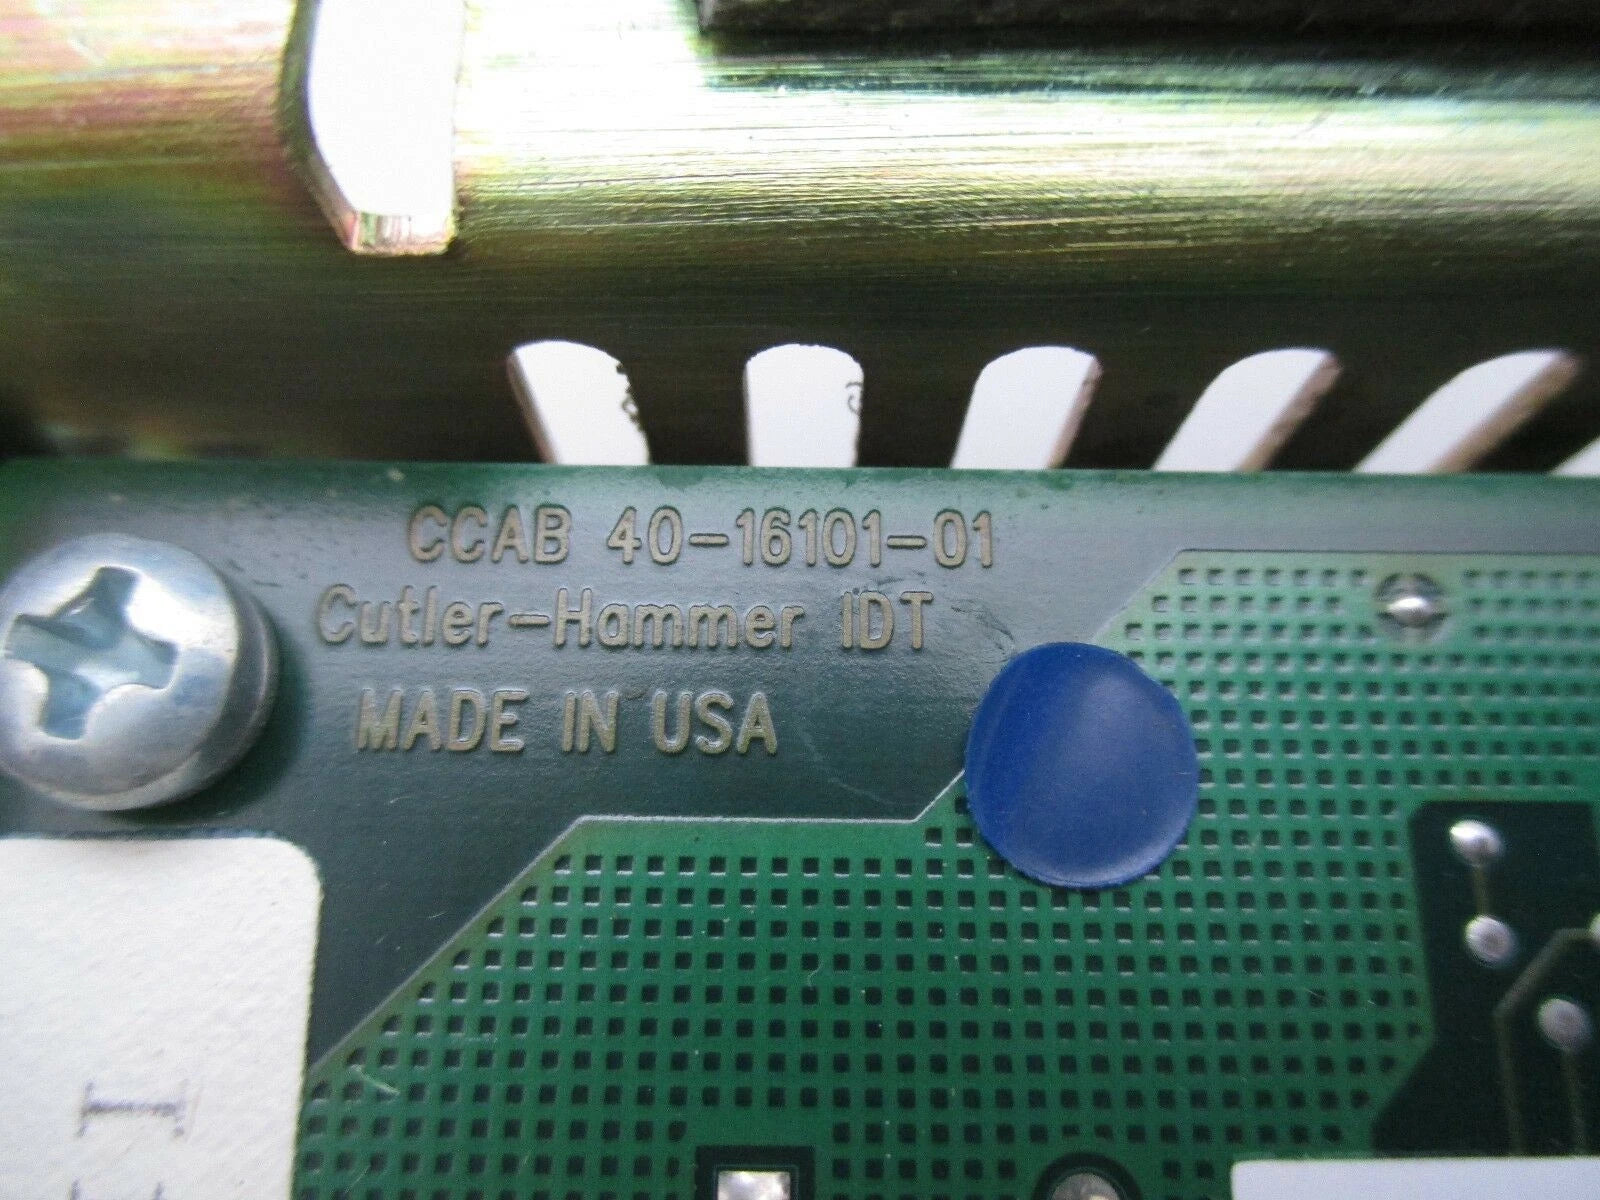 CCAB 40-16101-01
Cutler-Hammer IDT
MADE IN USA